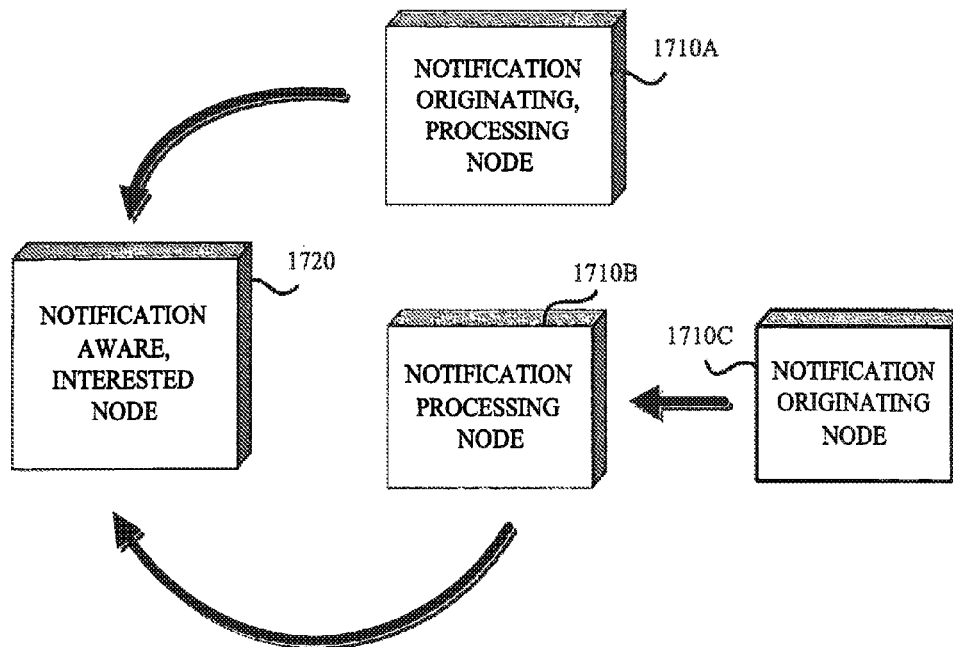 1710A
NOTIFICATION
ORIGINATING,
PROCESSING
NODE
1720
NOTIFICATION
AWARE,
INTERESTED
NODE
1710B
NOTIFICATION
PROCESSING
NODE
1710C
NOTIFICATION
ORIGINATING
NODE